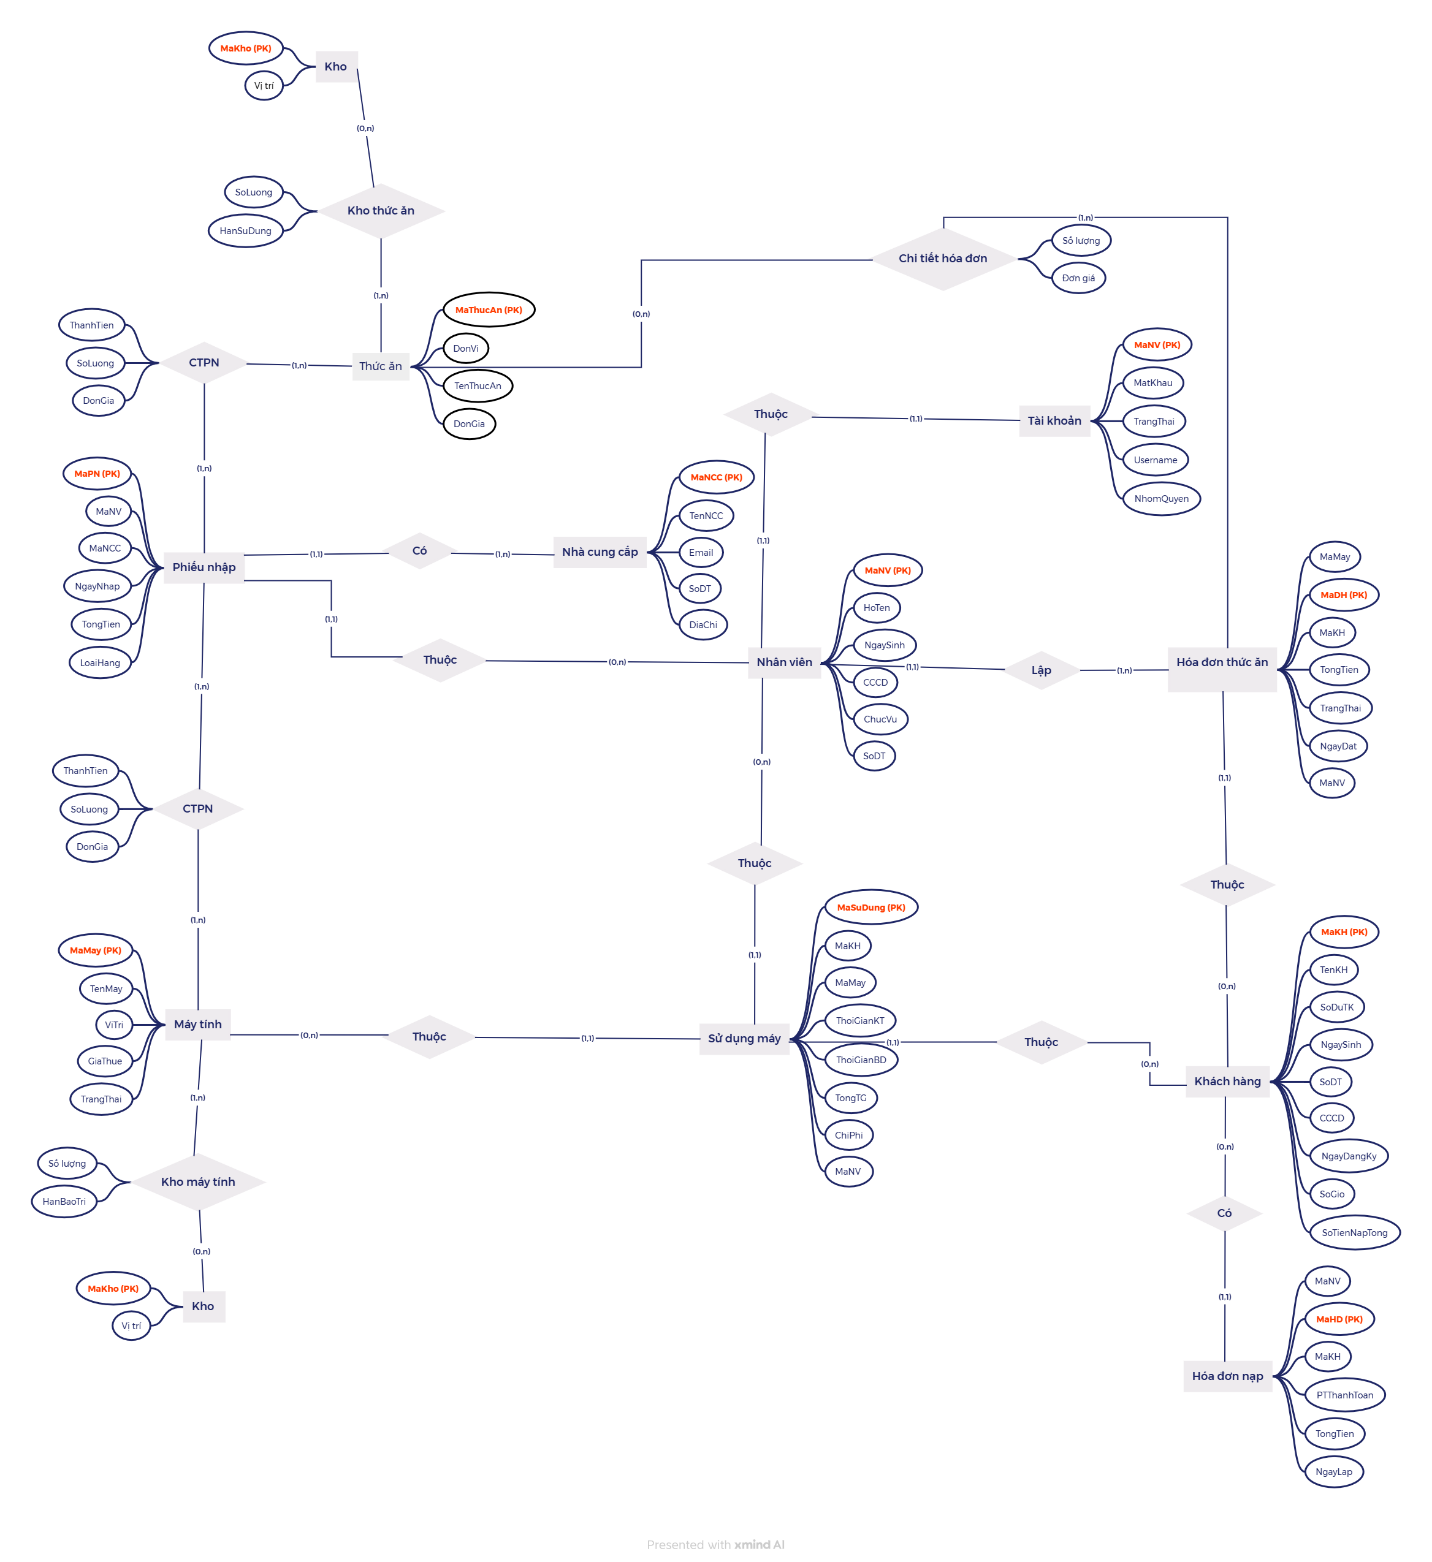 MaKho (PK)
Vị trí
Kho
(0,n)
SoLuong
HanSuDung
Kho thức ăn
(1,n)
ThanhTien
SoLuong
DonGia
CTPN
(1,n)
Thức ăn
MaThucAn (PK)
DonVi
TenThucAn
DonGia
(0,n)
Chi tiết hóa đơn
(1,n)
Số lượng
Đơn giá
Thuộc
(1,1)
Tài khoản
MaNV (PK)
MatKhau
TrangThai
Username
NhomQuyen
(1,n)
MaPN (PK)
MaNV
MaNCC
NgayNhap
TongTien
LoaiHang
Phiếu nhập
(1,1)
Có
(1,n)
Nhà cung cấp
MaNCC (PK)
TenNCC
Email
SoDT
DiaChi
(1,1)
(1,1)
Thuộc
(0,n)
Nhân viên
MaNV (PK)
HoTen
NgaySinh
CCCD
ChucVu
SoDT
(1,1)
Lập
(1,n)
Hóa đơn thức ăn
MaMay
MaDH (PK)
MaKH
TongTien
TrangThai
NgayDat
MaNV
(1,n)
(0,n)
(1,1)
ThanhTien
SoLuong
DonGia
CTPN
Thuộc
Thuộc
(1,n)
(1,1)
(0,n)
MaMay (PK)
TenMay
ViTri
GiaThue
TrangThai
Máy tính
(0,n)
Thuộc
(1,1)
Sử dụng máy
MaSuDung (PK)
MaKH
MaMay
ThoiGianKT
ThoiGianBD
TongTG
ChiPhi
MaNV
(1,1)
Thuộc
(0,n)
Khách hàng
MaKH (PK)
TenKH
SoDuTK
NgaySinh
SoDT
CCCD
NgayDangKy
SoGio
SoTienNapTong
(1,n)
(0,n)
Số lượng
HanBaoTri
Kho máy tính
Có
(0,n)
(1,1)
MaKho (PK)
Vị trí
Kho
Hóa đơn nạp
MaNV
MaHD (PK)
MaKH
PTThanhToan
TongTien
NgayLap
Presented with xmind AI